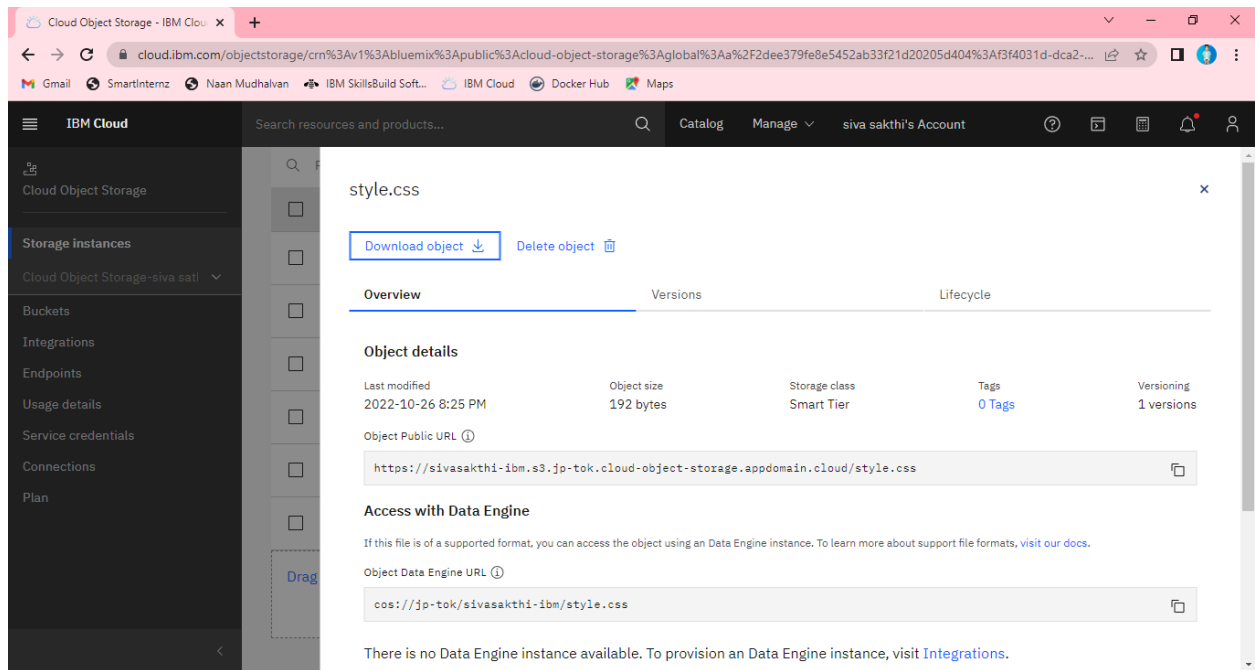 Cloud Object Storage - IBM Clou
cloud.ibm.com/objectstorage/crn%3Av1%3Abluemix%3Apublic%3Acloud-object-storage%3Aglobal%3Aa%2F2dee379fe8e5452ab33f21d20205d404%3Af3f4031d-dca2-...
Gmail SmartInternz Naan Mudhalvan IBM SkillsBuild Soft... IBM Cloud Docker Hub Maps
IBM Cloud Search resources and products... Catalog Manage siva sakthi's Account
Cloud Object Storage
Storage instances
Cloud Object Storage-siva satl
Buckets
Integrations
Endpoints
Usage details
Service credentials
Connections
Plan
Drag
style.css
Download object Delete object
Overview Versions Lifecycle
Object details
Last modified Object size Storage class Tags Versioning
2022-10-26 8:25 PM 192 bytes Smart Tier 0 Tags 1 versions
Object Public URL
https://sivasakthi-ibm.s3.jp-tok.cloud-object-storage.appdomain.cloud/style.css
Access with Data Engine
If this file is of a supported format, you can access the object using an Data Engine instance. To learn more about support file formats, visit our docs.
Object Data Engine URL
cos://jp-tok/sivasakthi-ibm/style.css
There is no Data Engine instance available. To provision an Data Engine instance, visit Integrations.